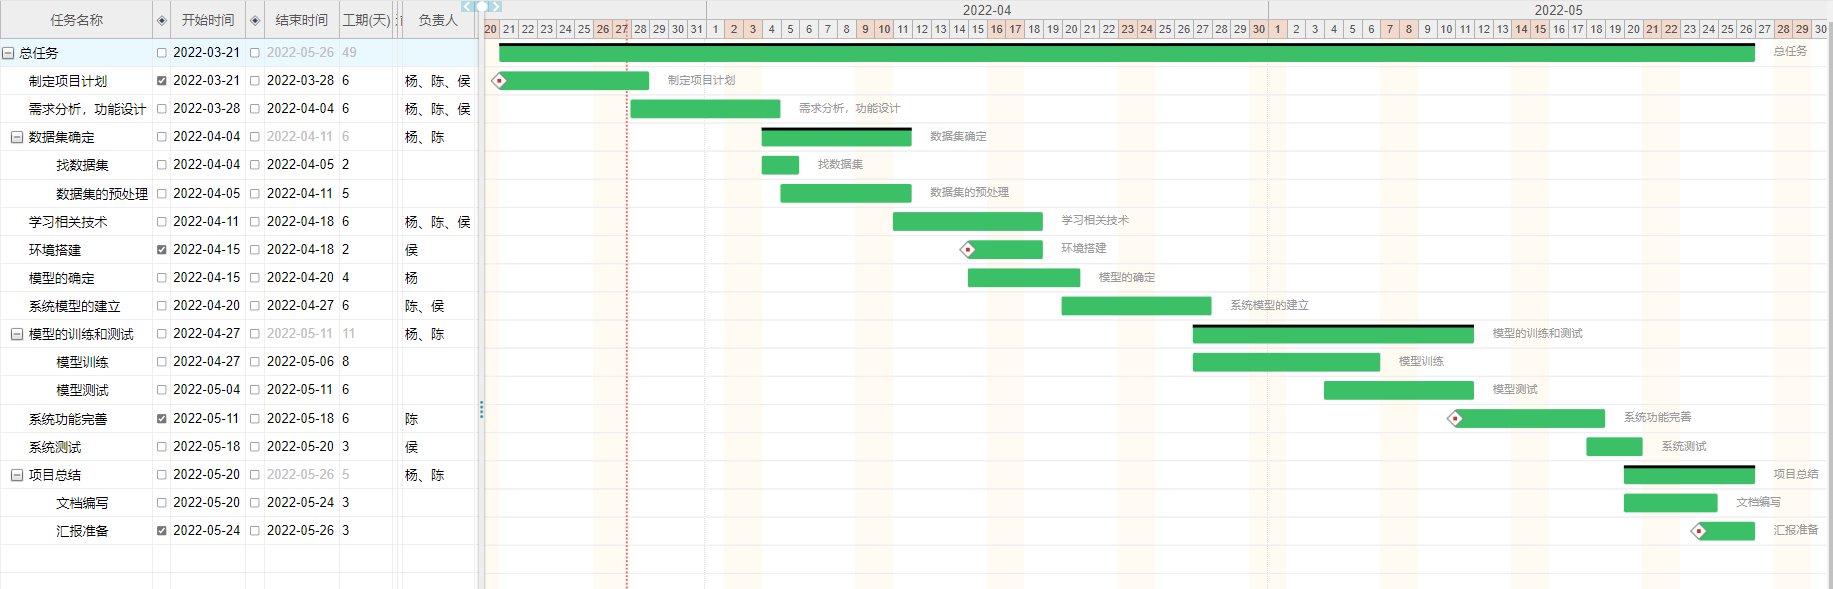 任务名称 开始时间 结束时间 工期(天) 负责人
2022-04 2022-05
20 21 22 23 24 25 26 27 28 29 30 31 1 2 3 4 5 6 7 8 9 10 11 12 13 14 15 16 17 18 19 20 21 22 23 24 25 26 27 28 29 30 1 2 3 4 5 6 7 8 9 10 11 12 13 14 15 16 17 18 19 20 21 22 23 24 25 26 27 28 29 30
总任务 2022-03-21 2022-05-26 49 总任务
制定项目计划 2022-03-21 2022-03-28 6 杨、陈、侯 制定项目计划
需求分析，功能设计 2022-03-28 2022-04-04 6 杨、陈、侯 需求分析，功能设计
数据集确定 2022-04-04 2022-04-11 6 杨、陈 数据集确定
找数据集 2022-04-04 2022-04-05 2 找数据集
数据集的预处理 2022-04-05 2022-04-11 5 数据集的预处理
学习相关技术 2022-04-11 2022-04-18 6 杨、陈、侯 学习相关技术
环境搭建 2022-04-15 2022-04-18 2 侯 环境搭建
模型的确定 2022-04-15 2022-04-20 4 杨 模型的确定
系统模型的建立 2022-04-20 2022-04-27 6 陈、侯 系统模型的建立
模型的训练和测试 2022-04-27 2022-05-11 11 杨、陈 模型的训练和测试
模型训练 2022-04-27 2022-05-06 8 模型训练
模型测试 2022-05-04 2022-05-11 6 模型测试
系统功能完善 2022-05-11 2022-05-18 6 陈 系统功能完善
系统测试 2022-05-18 2022-05-20 3 侯 系统测试
项目总结 2022-05-20 2022-05-26 5 杨、陈 项目总结
文档编写 2022-05-20 2022-05-24 3 文档编写
汇报准备 2022-05-24 2022-05-26 3 汇报准备